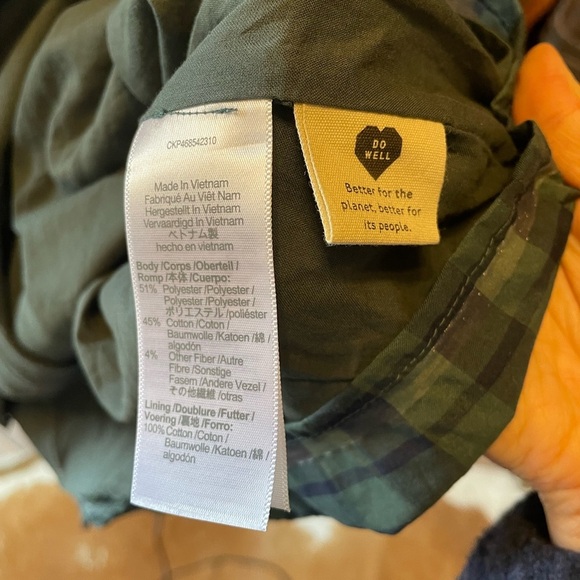 CKP468542310
Made In Vietnam
Fabriqué Au Viêt Nam
Hergestellt In Vietnam
Vervaardigd In Vietnam
ベトナム製
hecho en vietnam
Body /Corps /Oberteil /
Romp /本体 /Cuerpo:
51% Polyester /Polyester /
Polyester /Polyester /
ポリエステル /poliéster
45% Cotton /Coton /
Baumwolle /Katoen /綿 /
algodón
4% Other Fiber /Autre
Fibre /Sonstige
Fasern /Andere Vezel /
その他繊維 /otras
Lining /Doublure /Futter /
Voering /裏地 /Forro:
100% Cotton /Coton /
Baumwolle /Katoen /綿 /
algodón
DO
WELL
Better for the
planet, better for
its people.